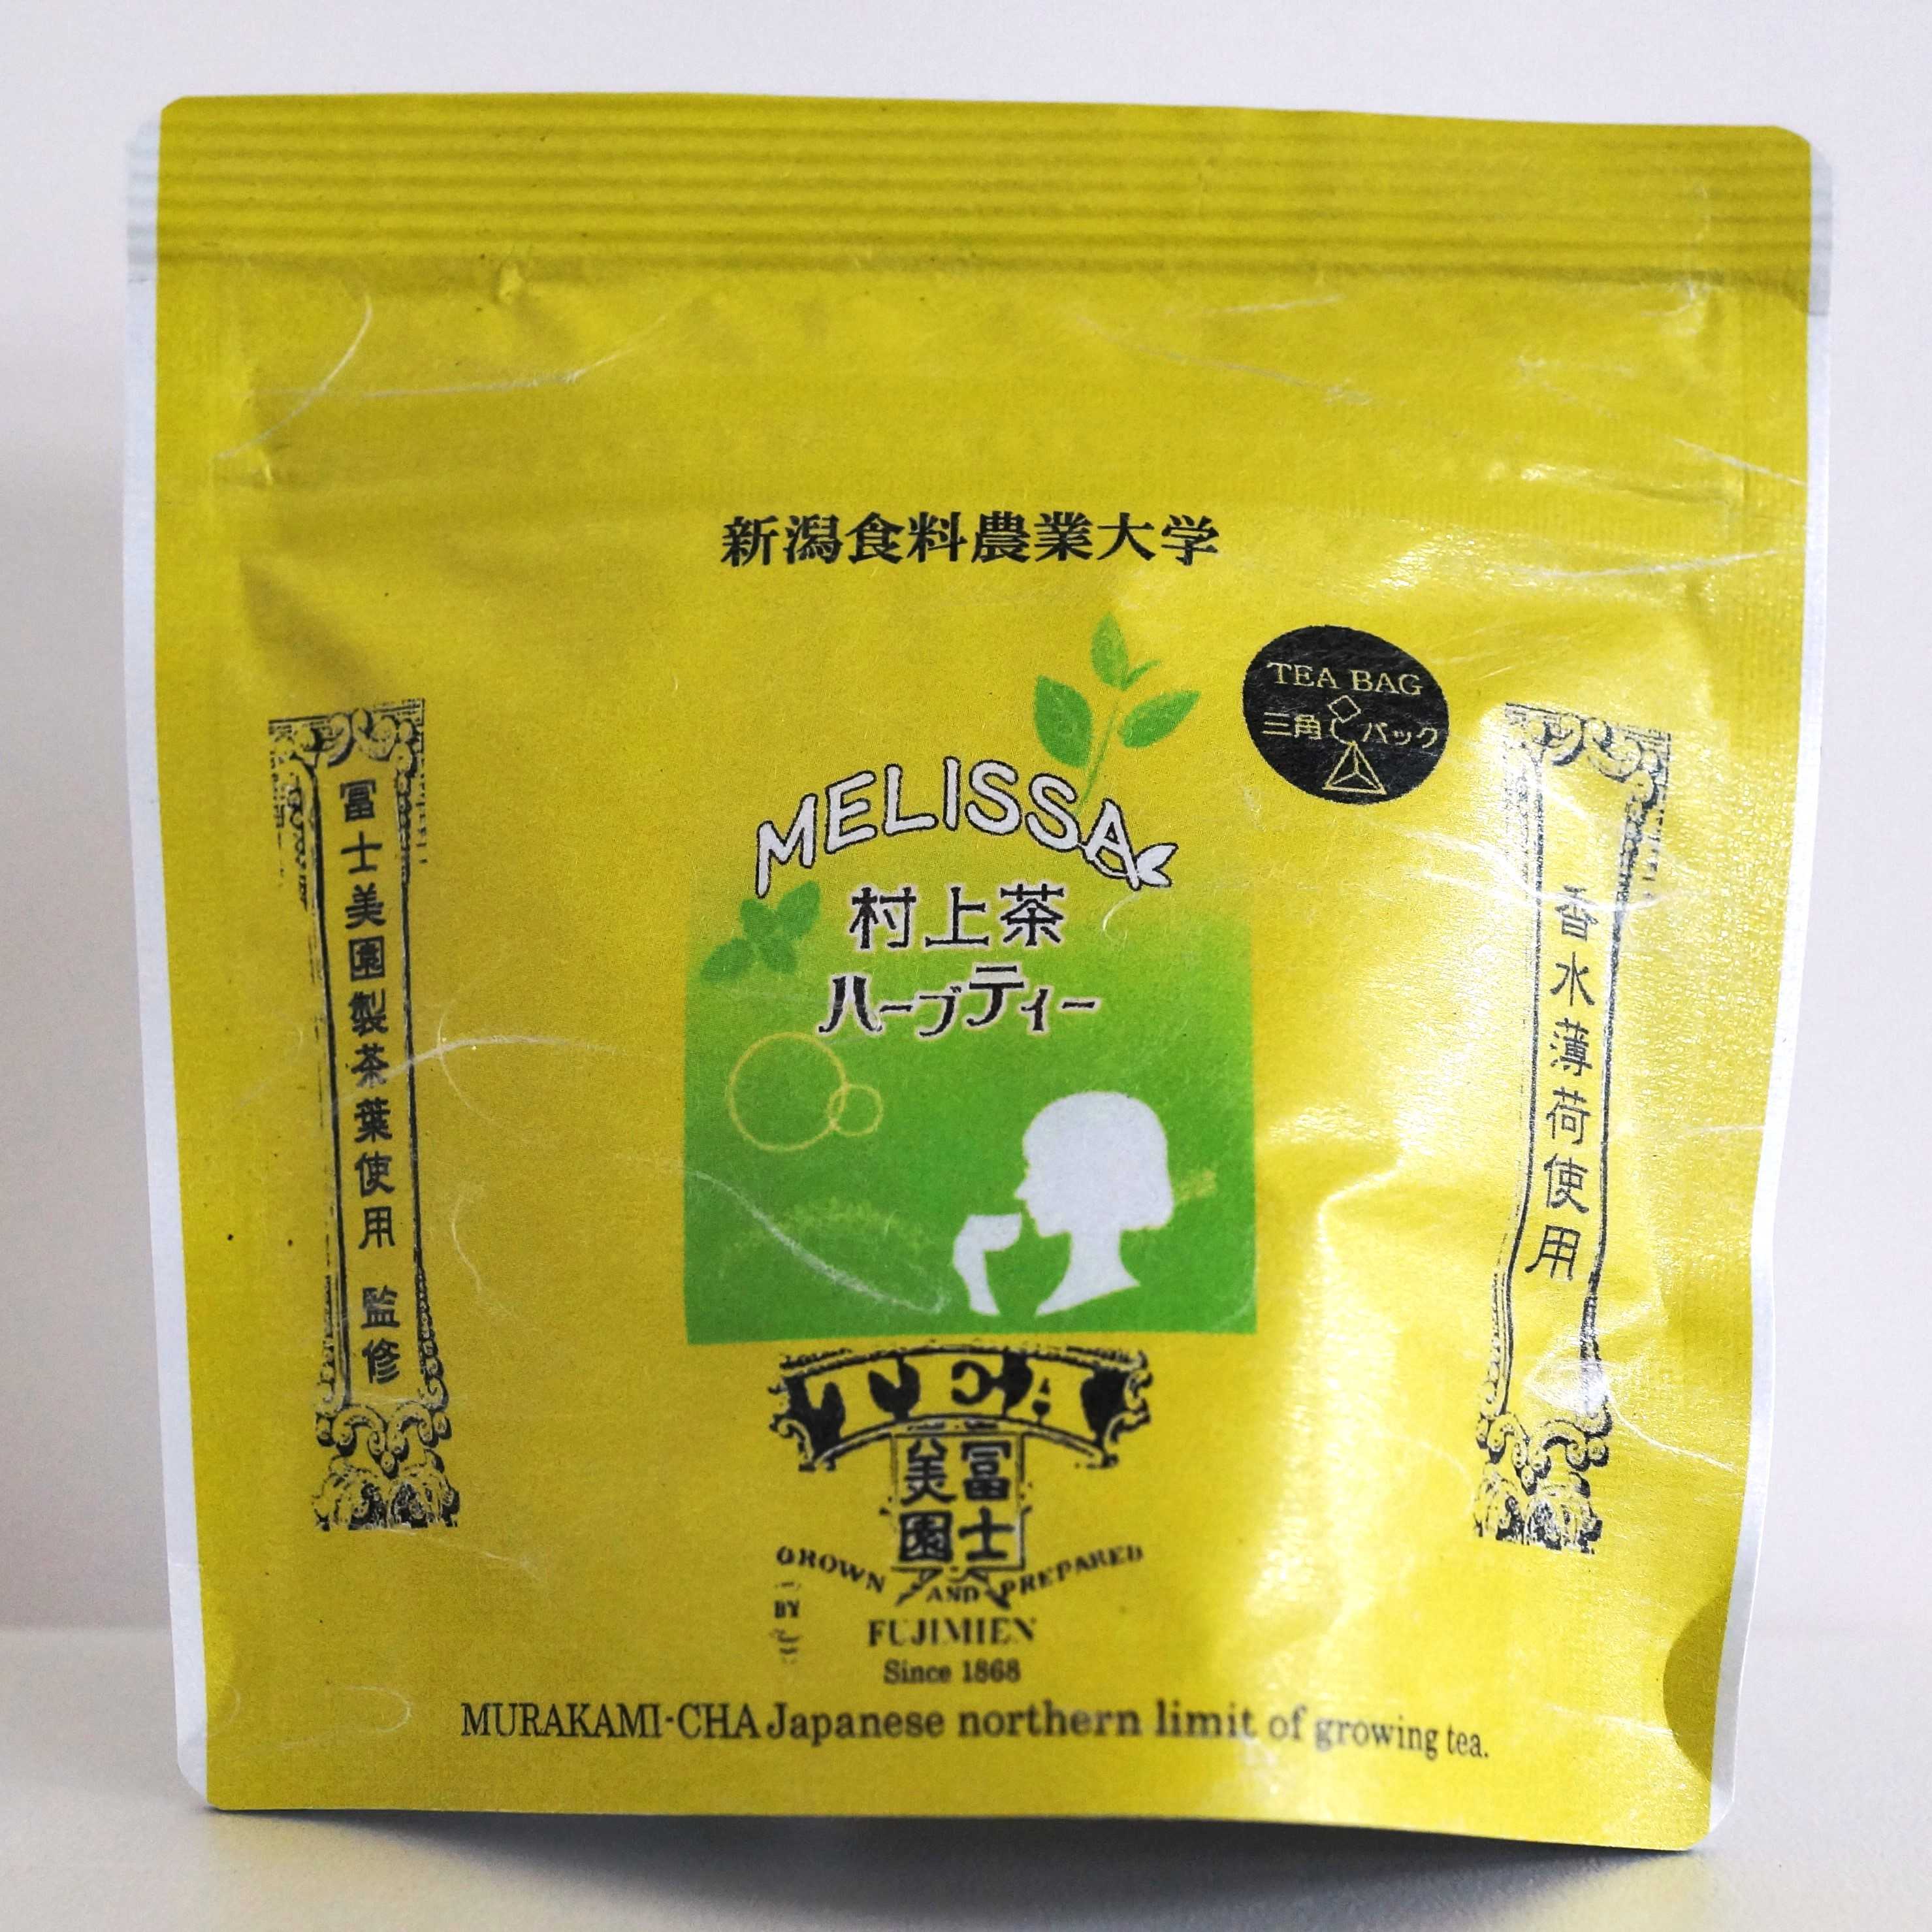 新潟食料農業大学
TEA BAG
三角パック
MELISSA
村上茶
ハーブティー
冨士美園製茶葉使用 監修
香水薄荷使用
TEA
冨士
美園
GROWN AND PREPARED
BY
FUJIMIEN
Since 1868
MURAKAMI-CHA Japanese northern limit of growing tea.